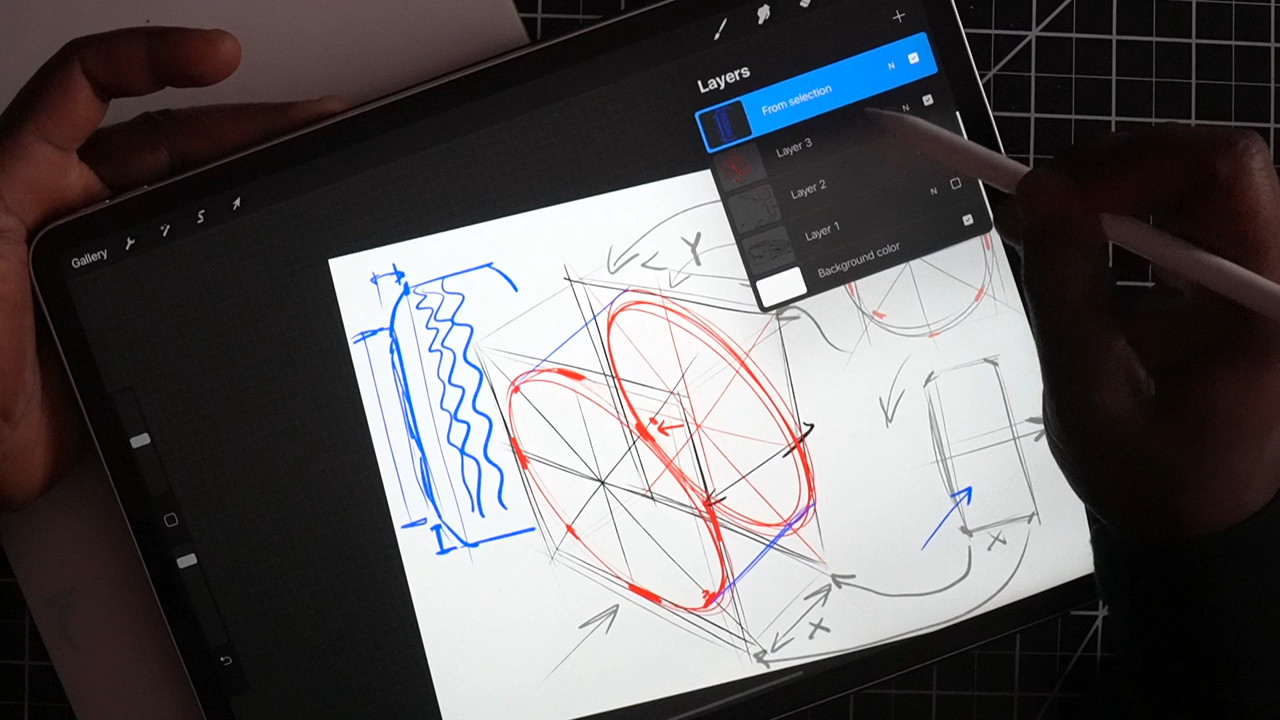 Layers
From selection
N
Layer 3
N
Layer 2
Layer 1
N
Background color
Gallery
Y
X
X